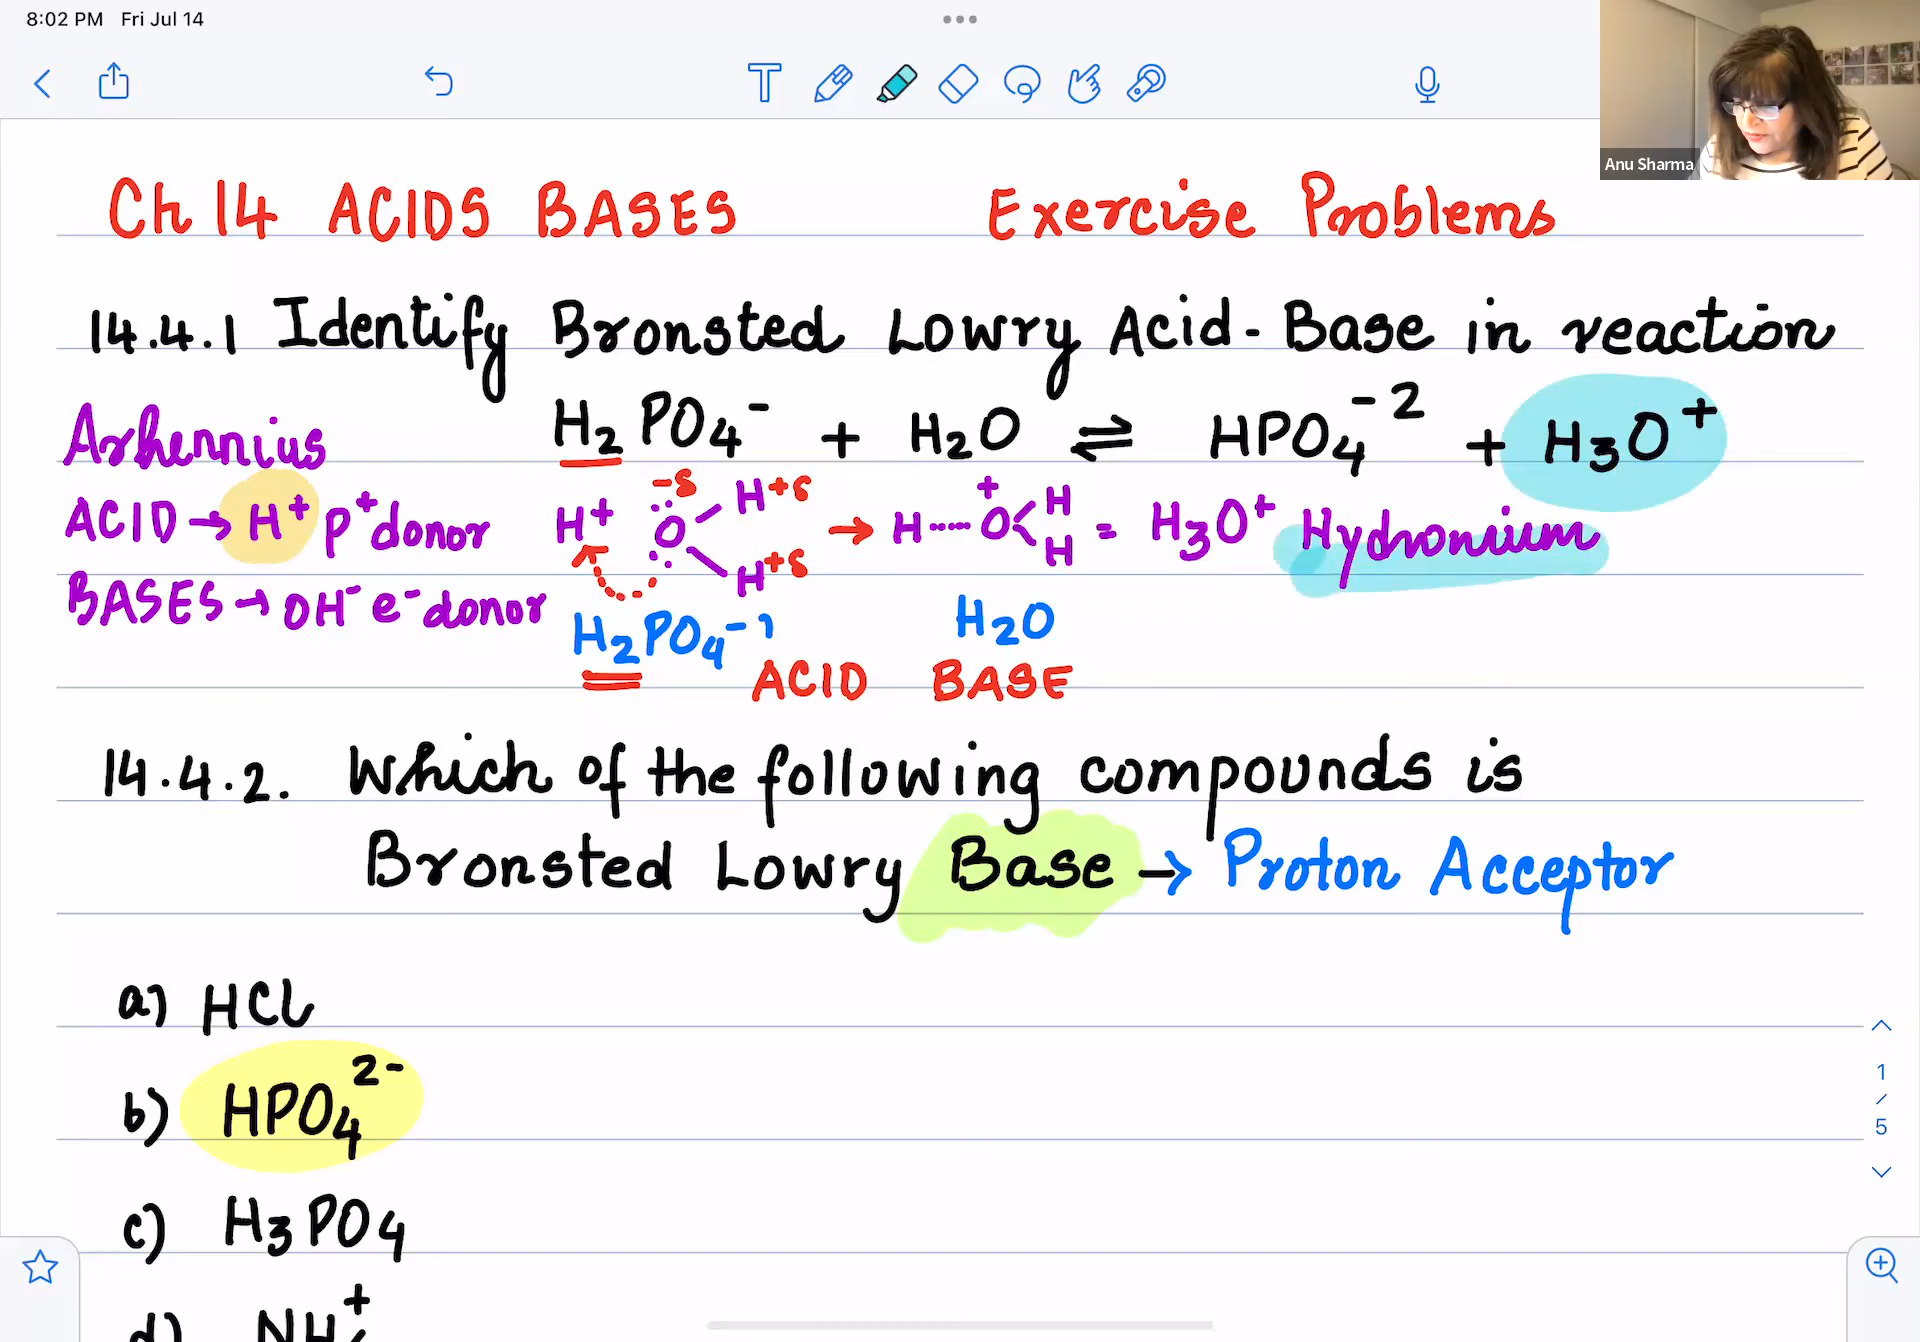 8:02 PM Fri Jul 14
Anu Sharma
Ch 14 ACIDS BASES Exercise Problems
14.4.1 Identify Bronsted Lowry Acid-Base in reaction
H₂PO₄⁻ + H₂O ⇌ HPO₄⁻² + H₃O⁺
Arhennius
ACID → H⁺ p⁺ donor
BASES → OH⁻ e⁻ donor
H⁺ :Ö: -δ H+δ H+δ → H····O⁺ H H = H₃O⁺ Hydronium
H₂PO₄⁻¹ H₂O
ACID BASE
14.4.2. Which of the following compounds is
Bronsted Lowry Base → Proton Acceptor
a) HCl
b) HPO₄²⁻
c) H₃PO₄
d) NH₄⁺
1
/
5